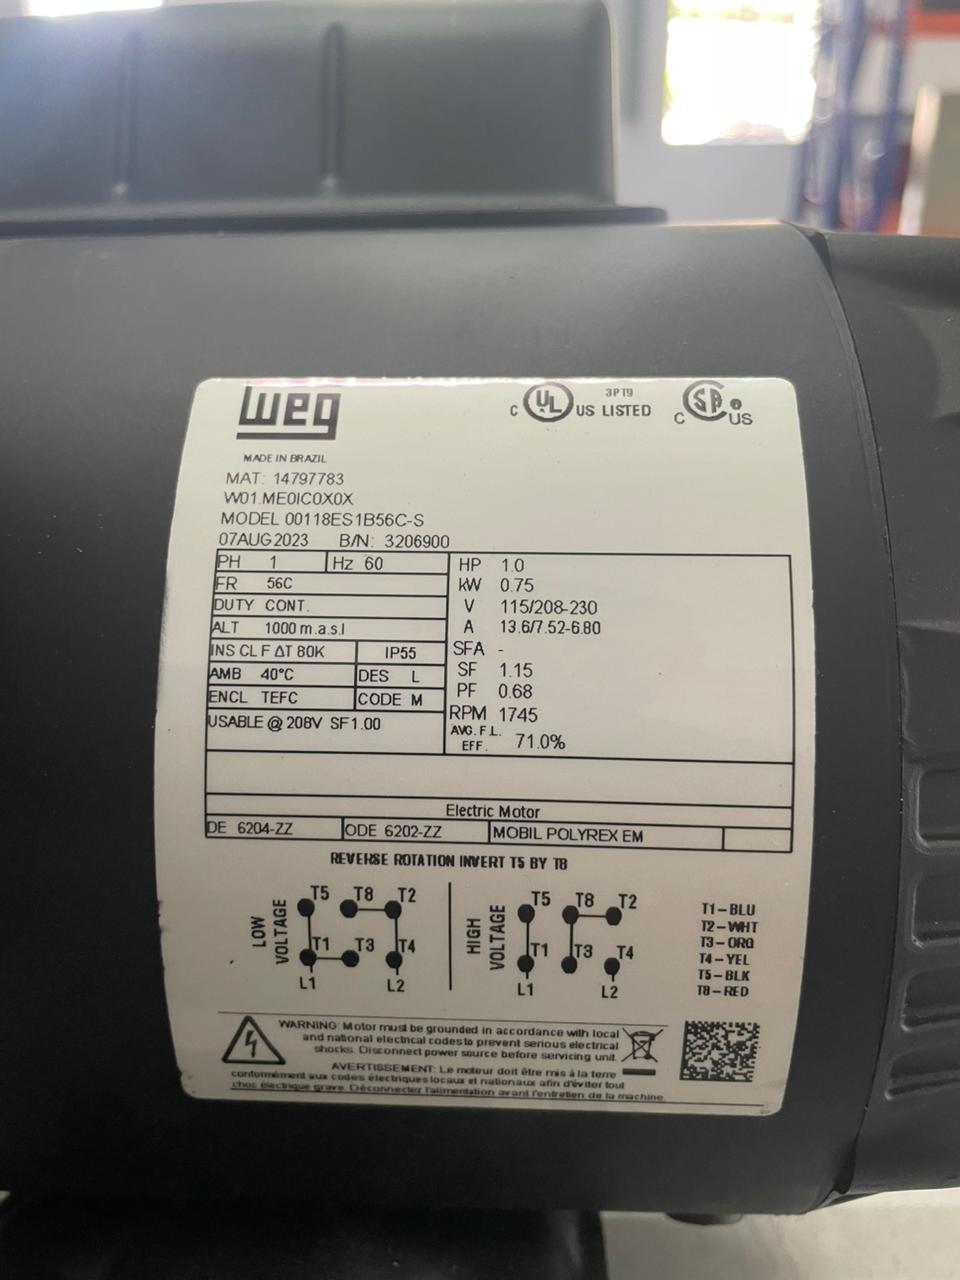 weg
C UL US LISTED
3PT9
C SA US
MADE IN BRAZIL
MAT: 14797783
W01.ME0IC0X0X
MODEL 00118ES1B56C-S
07AUG2023 B/N: 3206900
PH 1 Hz 60
FR 56C
DUTY CONT.
ALT 1000 m.a.s.l
INS CL F ΔT 80K IP55
AMB 40°C DES L
ENCL TEFC CODE M
USABLE @ 208V SF1.00
HP 1.0
kW 0.75
V 115/208-230
A 13.6/7.52-6.80
SFA -
SF 1.15
PF 0.68
RPM 1745
AVG. F.L.
EFF. 71.0%
Electric Motor
DE 6204-ZZ ODE 6202-ZZ MOBIL POLYREX EM
REVERSE ROTATION INVERT T5 BY T8
LOW
VOLTAGE
T5 T8 T2
T1 T3 T4
L1 L2
HIGH
VOLTAGE
T5 T8 T2
T1 T3 T4
L1 L2
T1-BLU
T2-WHT
T3-ORG
T4-YEL
T5-BLK
T8-RED
WARNING: Motor must be grounded in accordance with local
and national electrical codes to prevent serious electrical
shocks. Disconnect power source before servicing unit.
AVERTISSEMENT: Le moteur doit être mis à la terre
conformément aux codes électriques locaux et nationaux afin d'éviter tout
choc électrique grave. Déconnecter l'alimentation avant l'entretien de la machine.